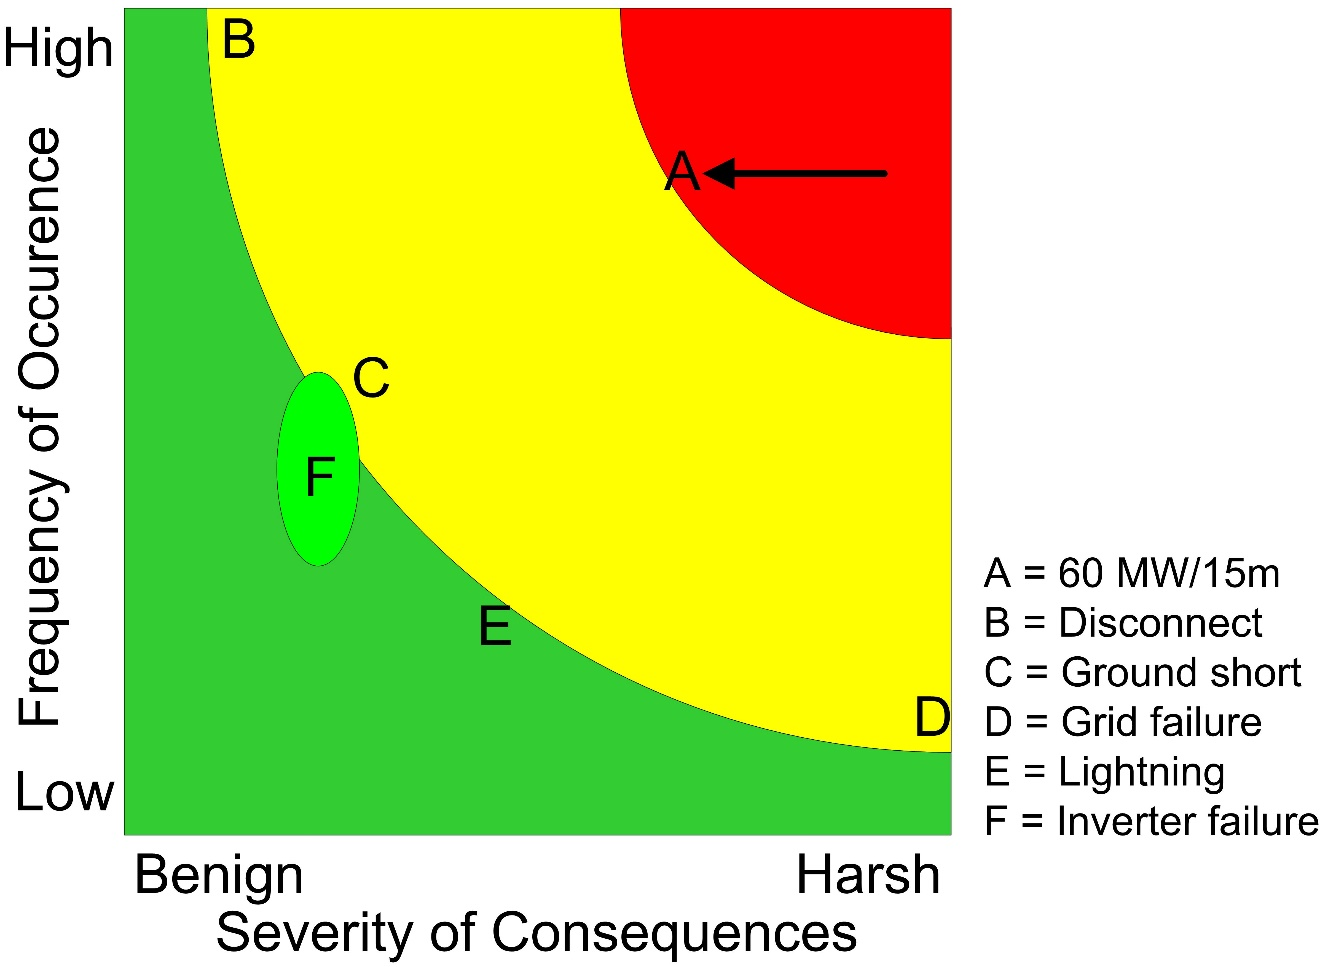 High
B
A
Frequency of Occurence
C
F
E
D
Low
Benign
Harsh
Severity of Consequences
A = 60 MW/15m
B = Disconnect
C = Ground short
D = Grid failure
E = Lightning
F = Inverter failure